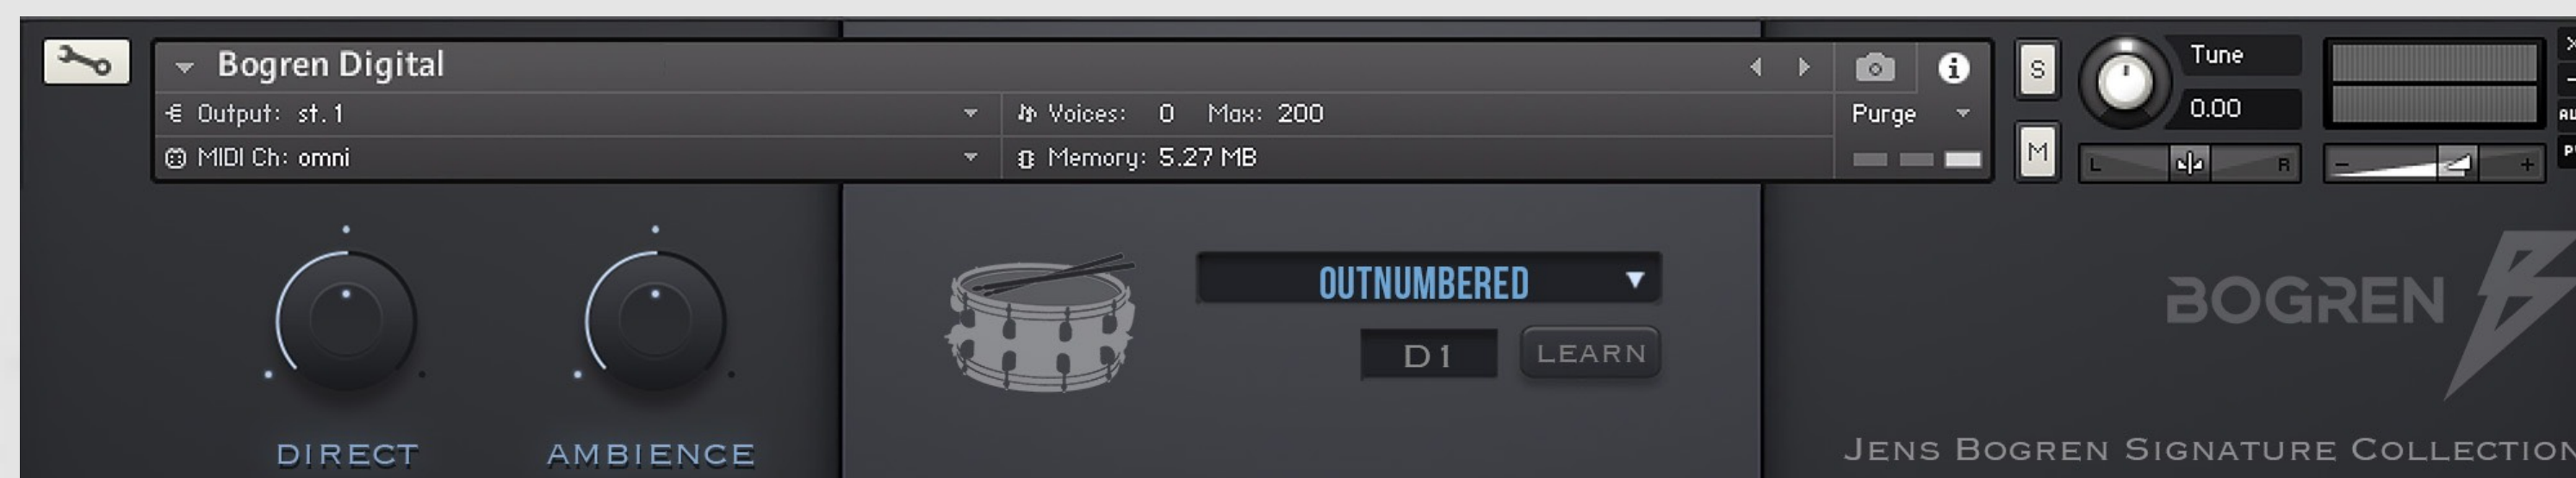 Bogren Digital
Output: st. 1
Voices: 0 Max: 200
Purge
MIDI Ch: omni
Memory: 5.27 MB
S
M
Tune
0.00
L R
- +
AU
OUTNUMBERED
D1 LEARN
BOGREN
DIRECT AMBIENCE
JENS BOGREN SIGNATURE COLLECTION